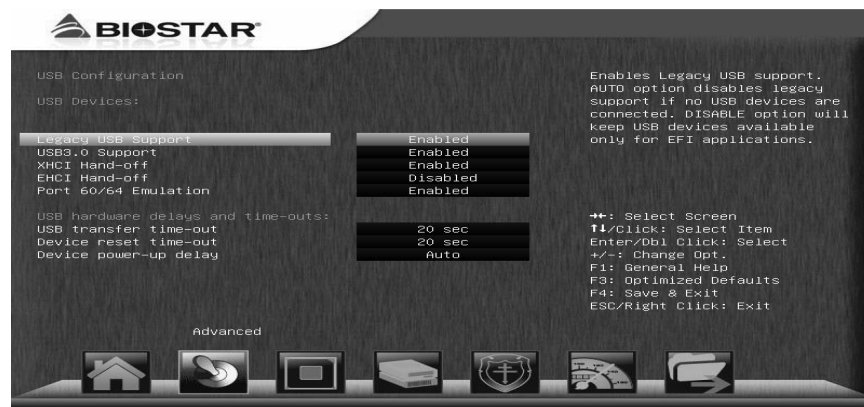 BIOSTAR
USB Configuration
USB Devices:
Legacy USB Support Enabled
USB3.0 Support Enabled
XHCI Hand-off Enabled
EHCI Hand-off Disabled
Port 60/64 Emulation Enabled
USB hardware delays and time-outs:
USB transfer time-out 20 sec
Device reset time-out 20 sec
Device power-up delay Auto
Enables Legacy USB support.
AUTO option disables legacy
support if no USB devices are
connected. DISABLE option will
keep USB devices available
only for EFI applications.
→←: Select Screen
↑↓/Click: Select Item
Enter/Dbl Click: Select
+/-: Change Opt.
F1: General Help
F3: Optimized Defaults
F4: Save & Exit
ESC/Right Click: Exit
Advanced